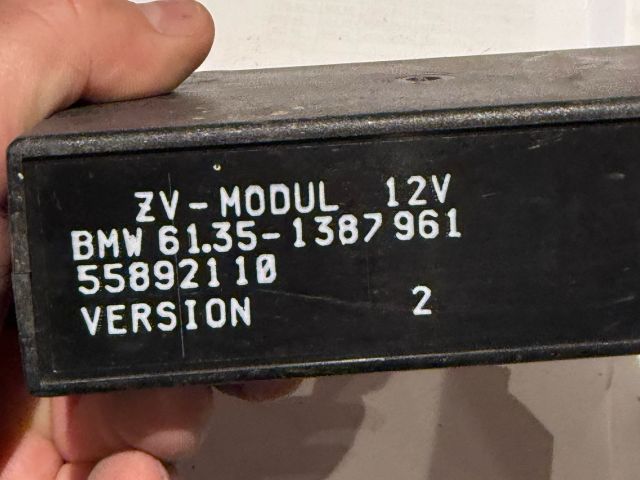 ZV-MODUL 12V
BMW 61.35-1387961
55892110
VERSION 2